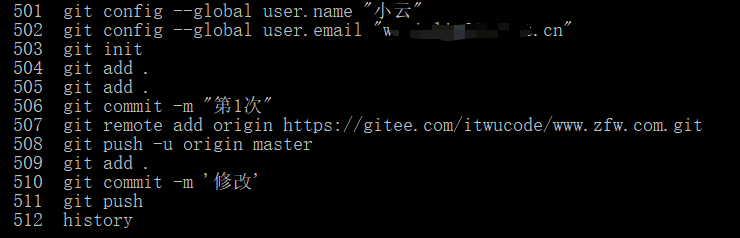 501 git config --global user.name "小云"
502 git config --global user.email "w .cn"
503 git init
504 git add .
505 git add .
506 git commit -m "第1次"
507 git remote add origin https://gitee.com/itwucode/www.zfw.com.git
508 git push -u origin master
509 git add .
510 git commit -m '修改'
511 git push
512 history